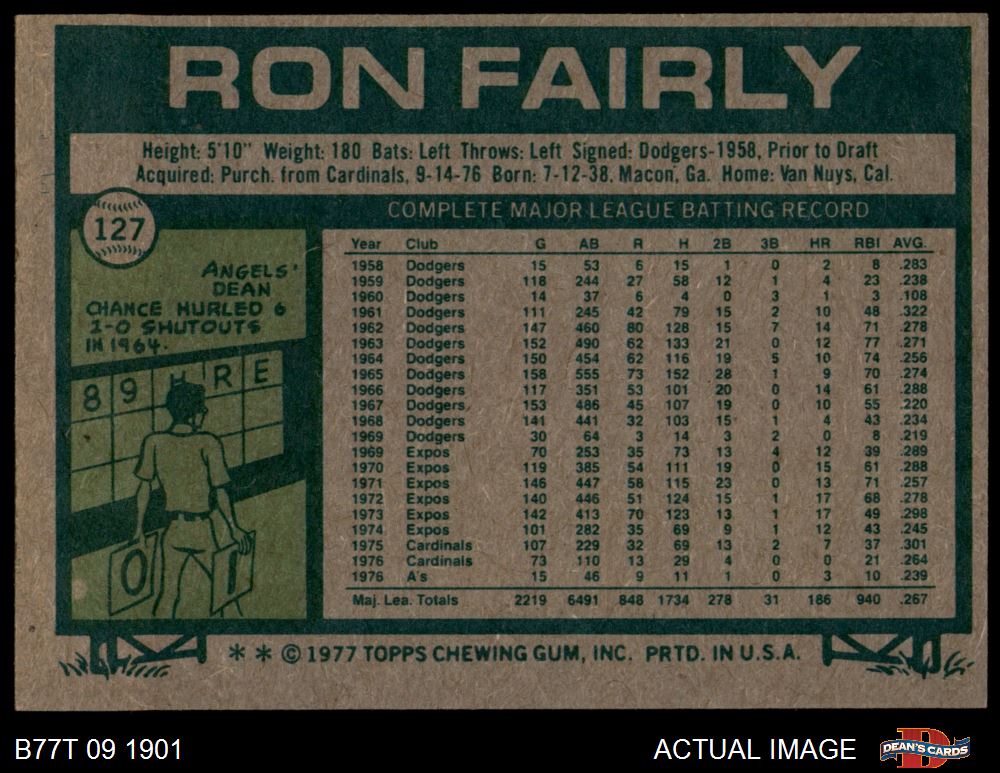 RON FAIRLY
Height: 5'10" Weight: 180 Bats: Left Throws: Left Signed: Dodgers-1958, Prior to Draft
Acquired: Purch. from Cardinals, 9-14-76 Born: 7-12-38, Macon, Ga. Home: Van Nuys, Cal.
127
COMPLETE MAJOR LEAGUE BATTING RECORD
ANGELS'
DEAN
CHANCE HURLED 6
1-0 SHUTOUTS
IN 1964.
8 9 H R E
0 1
Year Club G AB R H 2B 3B HR RBI AVG.
1958 Dodgers 15 53 6 15 1 0 2 8 .283
1959 Dodgers 118 244 27 58 12 1 4 23 .238
1960 Dodgers 14 37 6 4 0 3 1 3 .108
1961 Dodgers 111 245 42 79 15 2 10 48 .322
1962 Dodgers 147 460 80 128 15 7 14 71 .278
1963 Dodgers 152 490 62 133 21 0 12 77 .271
1964 Dodgers 150 454 62 116 19 5 10 74 .256
1965 Dodgers 158 555 73 152 28 1 9 70 .274
1966 Dodgers 117 351 53 101 20 0 14 61 .288
1967 Dodgers 153 486 45 107 19 0 10 55 .220
1968 Dodgers 141 441 32 103 15 1 4 43 .234
1969 Dodgers 30 64 3 14 3 2 0 8 .219
1969 Expos 70 253 35 73 13 4 12 39 .289
1970 Expos 119 385 54 111 19 0 15 61 .288
1971 Expos 146 447 58 115 23 0 13 71 .257
1972 Expos 140 446 51 124 15 1 17 68 .278
1973 Expos 142 413 70 123 13 1 17 49 .298
1974 Expos 101 282 35 69 9 1 12 43 .245
1975 Cardinals 107 229 32 69 13 2 7 37 .301
1976 Cardinals 73 110 13 29 4 0 0 21 .264
1976 A's 15 46 9 11 1 0 3 10 .239
Maj. Lea. Totals 2219 6491 848 1734 278 31 186 940 .267
* * © 1977 TOPPS CHEWING GUM, INC. PRTD. IN U.S.A.
B77T 09 1901
ACTUAL IMAGE
DEAN'S CARDS